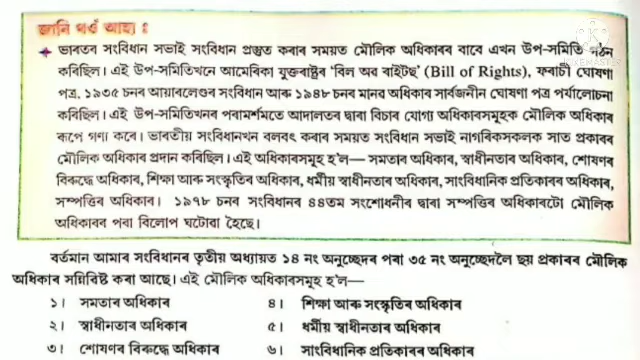 জানি থওঁ আহা :
ভাৰতৰ সংবিধান সভাই সংবিধান প্ৰস্তুত কৰাৰ সময়ত মৌলিক অধিকাৰৰ বাবে এখন উপ-সমিতি গঠন
কৰিছিল। এই উপ-সমিতিখনে আমেৰিকা যুক্তৰাষ্ট্ৰৰ 'বিল অব ৰাইটছ' (Bill of Rights), ফৰাচী ঘোষণা
পত্ৰ, ১৯৩৫ চনৰ আয়াৰলেণ্ডৰ সংবিধান আৰু ১৯৪৮ চনৰ মানৱ অধিকাৰ সাৰ্বজনীন ঘোষণা পত্ৰ পৰ্যালোচনা
কৰিছিল। এই উপ-সমিতিখনৰ পৰামৰ্শমতে আদালতৰ দ্বাৰা বিচাৰ যোগ্য অধিকাৰসমূহক মৌলিক অধিকাৰ
ৰূপে গণ্য কৰে। ভাৰতীয় সংবিধানখন বলবৎ কৰাৰ সময়ত সংবিধান সভাই নাগৰিকসকলক সাত প্ৰকাৰৰ
মৌলিক অধিকাৰ প্ৰদান কৰিছিল। এই অধিকাৰসমূহ হ'ল— সমতাৰ অধিকাৰ, স্বাধীনতাৰ অধিকাৰ, শোষণৰ
বিৰুদ্ধে অধিকাৰ, শিক্ষা আৰু সংস্কৃতিৰ অধিকাৰ, ধৰ্মীয় স্বাধীনতাৰ অধিকাৰ, সাংবিধানিক প্ৰতিকাৰৰ অধিকাৰ,
সম্পত্তিৰ অধিকাৰ। ১৯৭৮ চনৰ সংবিধানৰ ৪৪তম সংশোধনীৰ দ্বাৰা সম্পত্তিৰ অধিকাৰটো মৌলিক
অধিকাৰৰ পৰা বিলোপ ঘটোৱা হৈছে।
বৰ্তমান আমাৰ সংবিধানৰ তৃতীয় অধ্যায়ত ১৪ নং অনুচ্ছেদৰ পৰা ৩৫ নং অনুচ্ছেদলৈ ছয় প্ৰকাৰৰ মৌলিক
অধিকাৰ সন্নিবিষ্ট কৰা আছে। এই মৌলিক অধিকাৰসমূহ হ'ল—
১। সমতাৰ অধিকাৰ
২। স্বাধীনতাৰ অধিকাৰ
৩। শোষণৰ বিৰুদ্ধে অধিকাৰ
৪। শিক্ষা আৰু সংস্কৃতিৰ অধিকাৰ
৫। ধৰ্মীয় স্বাধীনতাৰ অধিকাৰ
৬। সাংবিধানিক প্ৰতিকাৰৰ অধিকাৰ